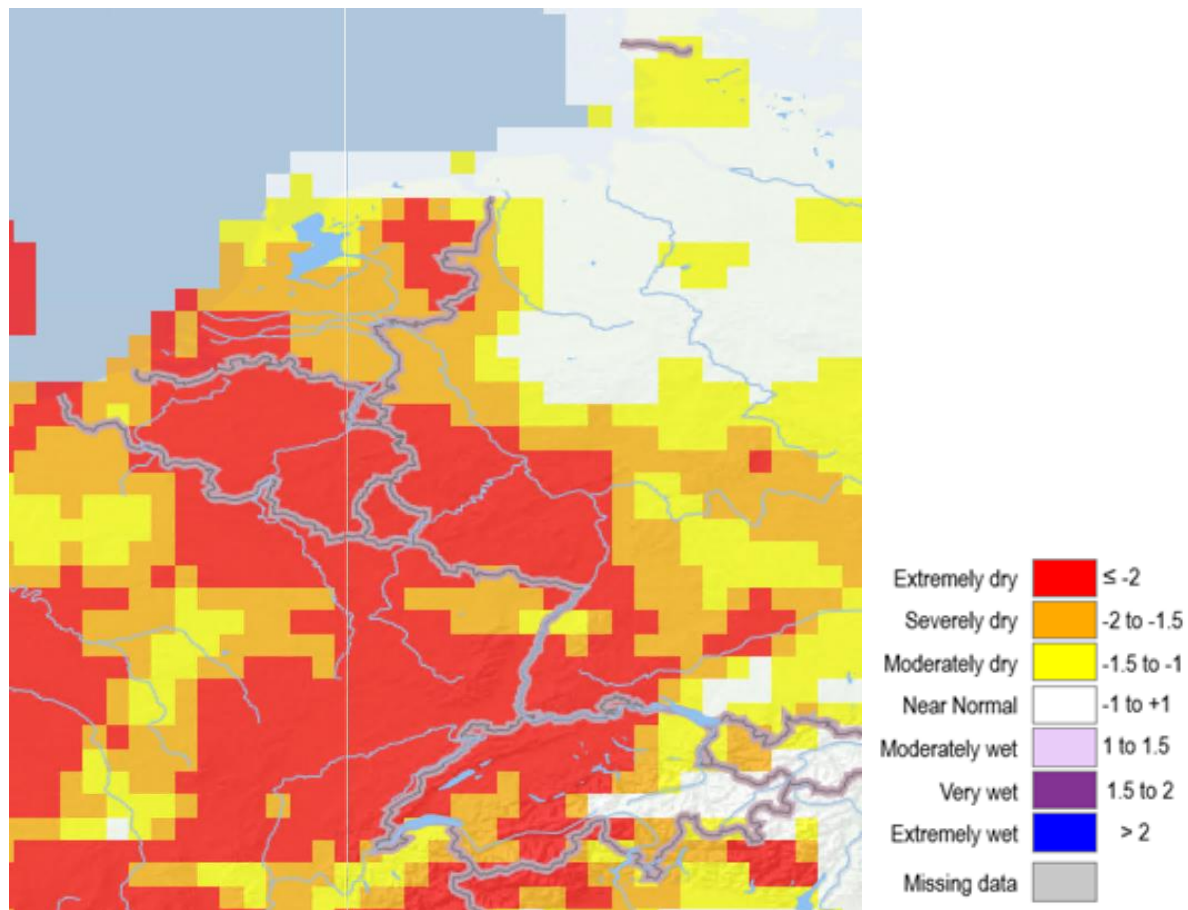 Extremely dry ≤ -2
Severely dry -2 to -1.5
Moderately dry -1.5 to -1
Near Normal -1 to +1
Moderately wet 1 to 1.5
Very wet 1.5 to 2
Extremely wet > 2
Missing data